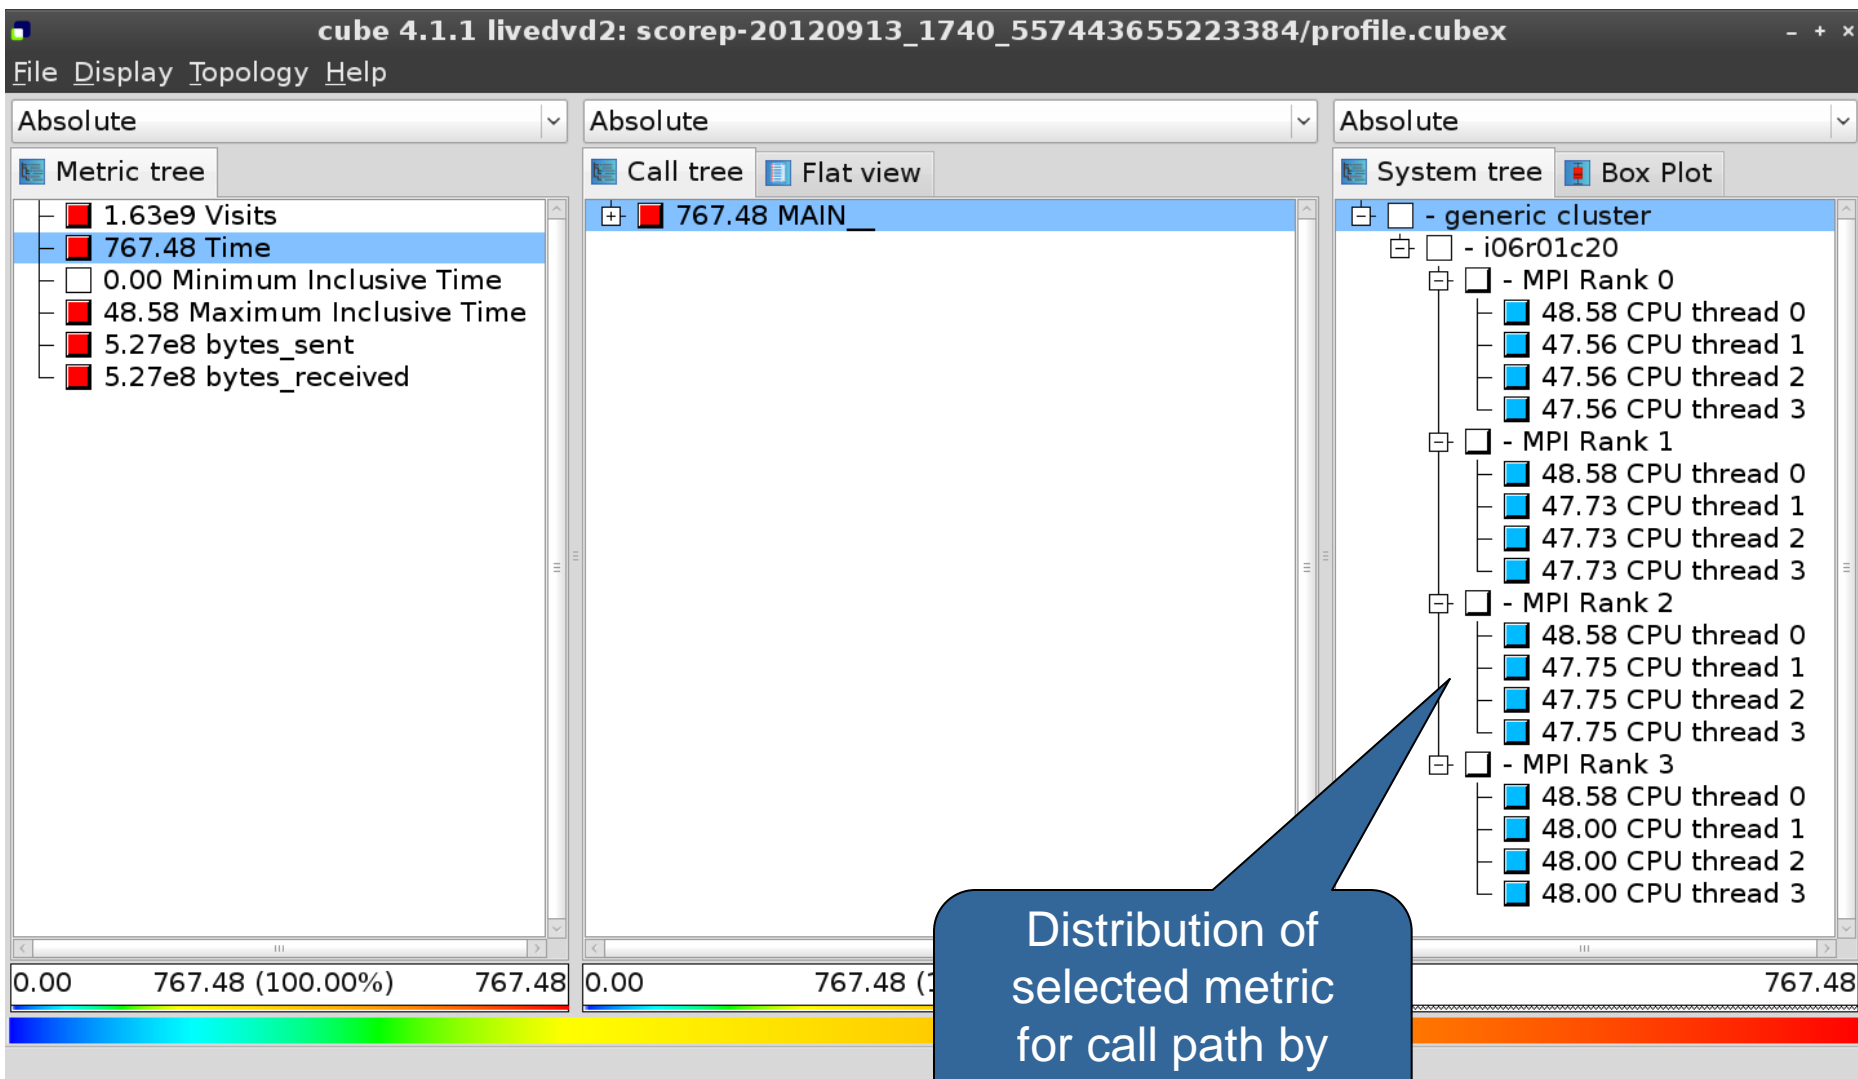 cube 4.1.1 livedvd2: scorep-20120913_1740_557443655223384/profile.cubex
File Display Topology Help
Absolute
Metric tree
1.63e9 Visits
767.48 Time
0.00 Minimum Inclusive Time
48.58 Maximum Inclusive Time
5.27e8 bytes_sent
5.27e8 bytes_received
0.00 767.48 (100.00%) 767.48
Absolute
Call tree Flat view
767.48 MAIN__
0.00 767.48 (1
Absolute
System tree Box Plot
- generic cluster
- i06r01c20
- MPI Rank 0
48.58 CPU thread 0
47.56 CPU thread 1
47.56 CPU thread 2
47.56 CPU thread 3
- MPI Rank 1
48.58 CPU thread 0
47.73 CPU thread 1
47.73 CPU thread 2
47.73 CPU thread 3
- MPI Rank 2
48.58 CPU thread 0
47.75 CPU thread 1
47.75 CPU thread 2
47.75 CPU thread 3
- MPI Rank 3
48.58 CPU thread 0
48.00 CPU thread 1
48.00 CPU thread 2
48.00 CPU thread 3
767.48
Distribution of
selected metric
for call path by